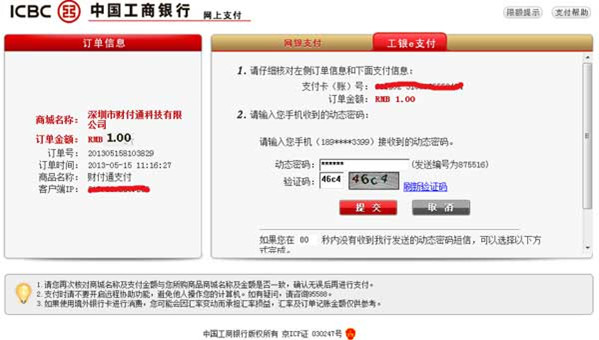 ICBC 中国工商银行 网上支付
限额提示 支付帮助
订单信息
商城名称: 深圳市财付通科技有限公司
订单金额: RMB 1.00
订单号: 201305158103829
订单时间: 2013-05-15 11:16:27
商品名称: 财付通支付
客户端IP:
网银支付 工银e支付
1. 请仔细核对左侧订单信息和下面支付信息:
支付卡(账)号:
订单金额: RMB 1.00
2. 请输入您手机收到的动态密码:
请输入您手机(189****3399)接收到的动态密码。
动态密码: ****** (发送编号为875516)
验证码: 46c4 46c4 刷新验证码
提 交 取 消
如果您在 80 秒内没有收到我行发送的动态密码短信，可以选择以下方
式完成。
1.请您再次核对商城名称及支付金额与您所购商品商城名称及金额是否一致，确认无误后再进行支付。
2.支付时请不要开启远程协助功能，避免他人操作您的计算机。如有疑问，请咨询95588。
3.如果使用境外银行卡进行消费，您可能会因汇率变动而承担汇率损益，汇率及订单记账金额仅供参考。
中国工商银行版权所有 京ICP证 030247号